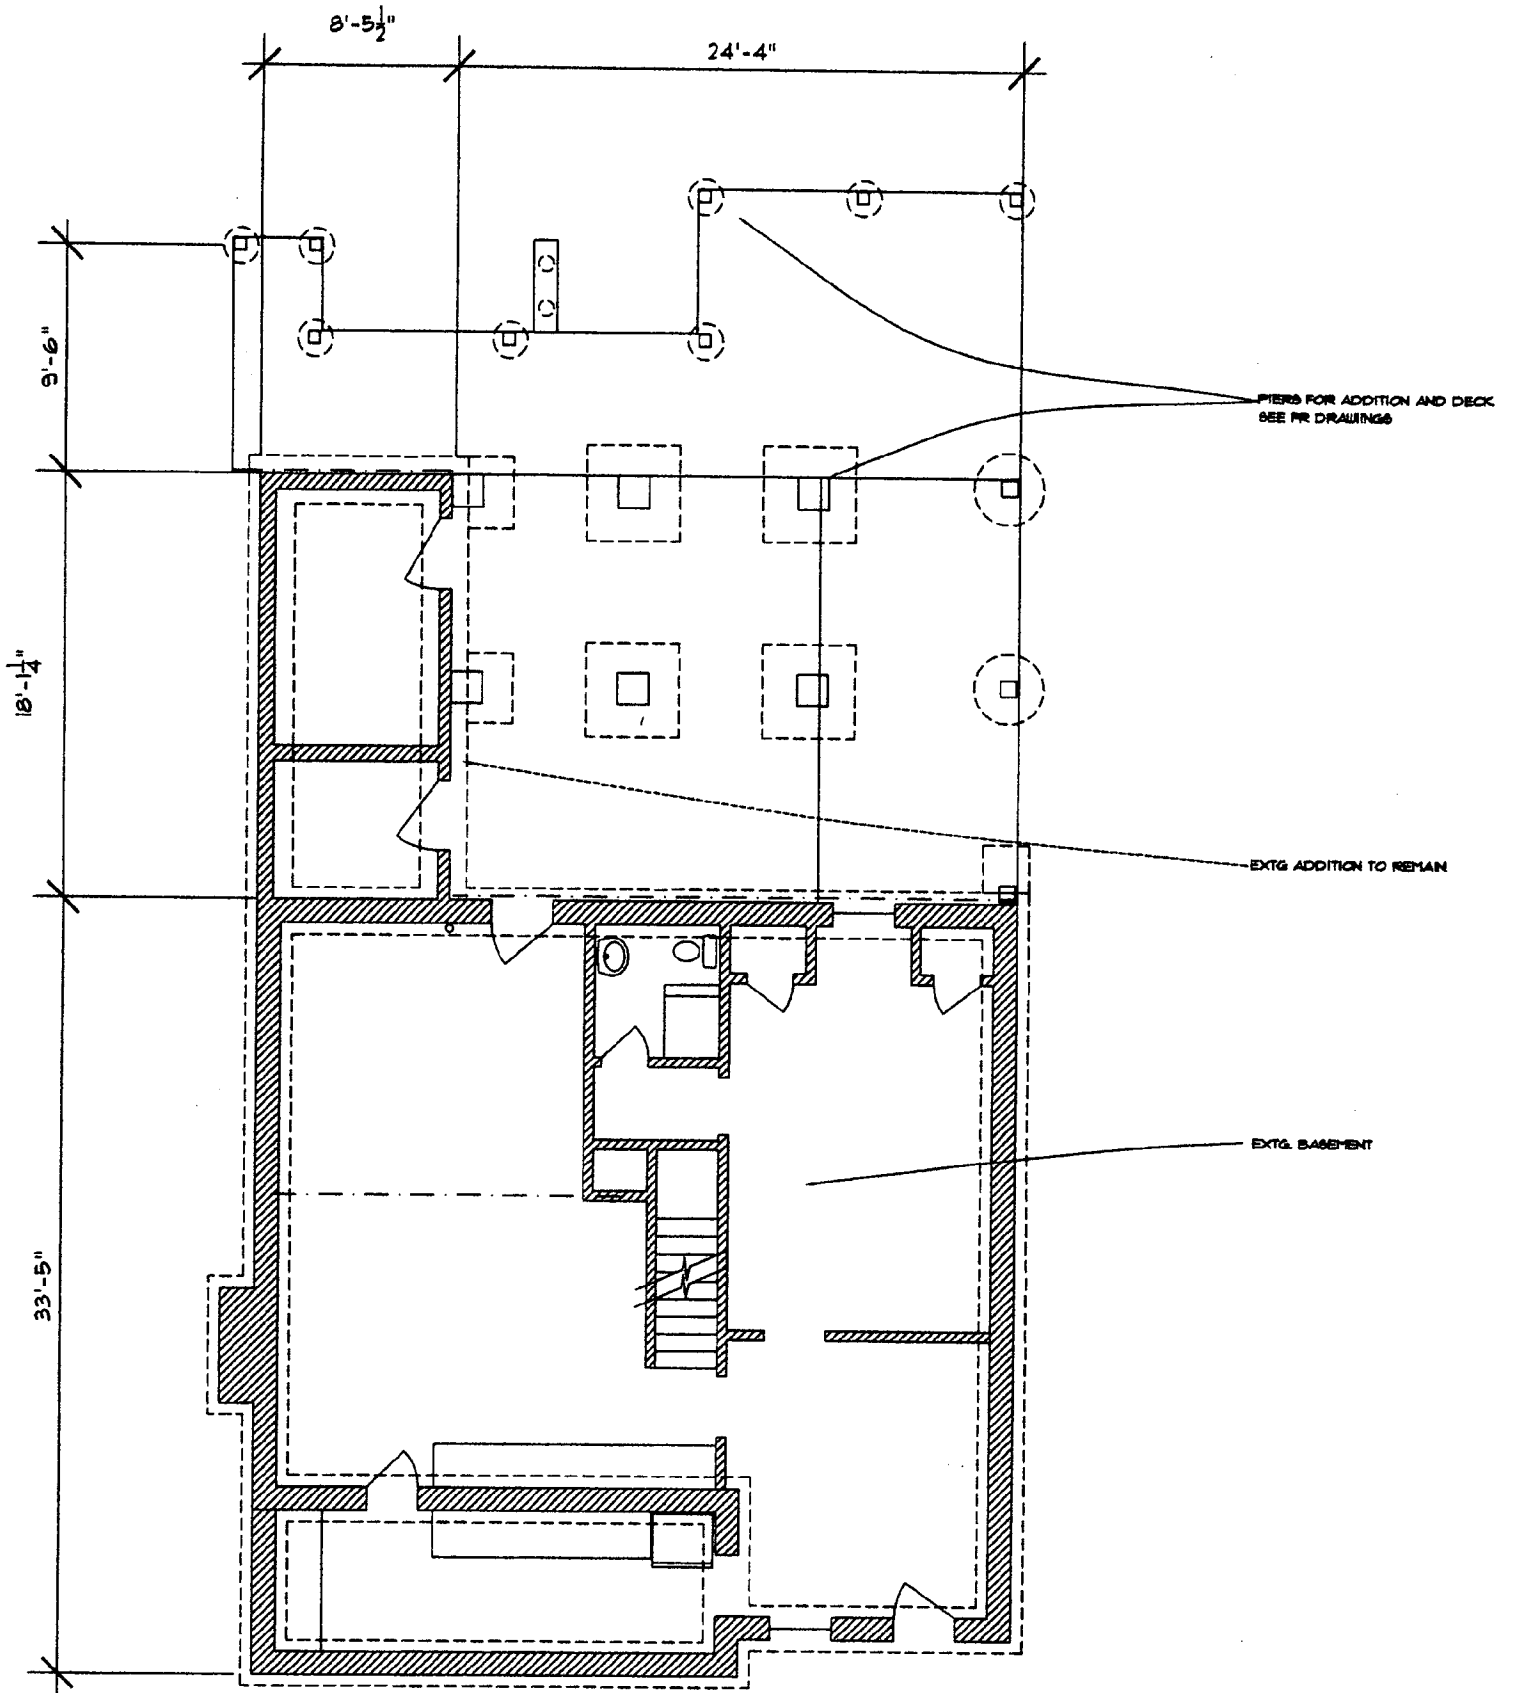 8'-5½"
24'-4"
9'-6"
PIERS FOR ADDITION AND DECK
SEE PR DRAWINGS
18'-1¼"
EXTG ADDITION TO REMAIN
EXTG. BASEMENT
33'-5"